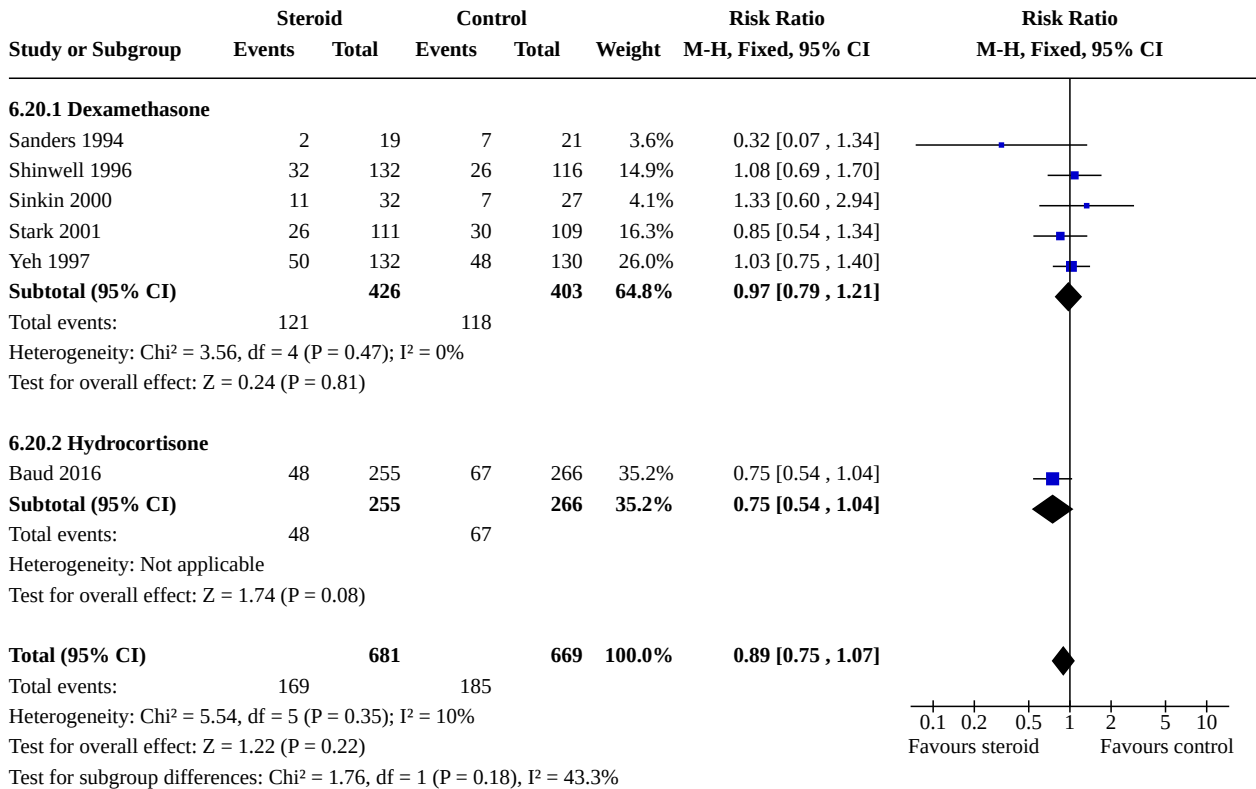 Steroid Control Risk Ratio Risk Ratio
Study or Subgroup Events Total Events Total Weight M-H, Fixed, 95% CI M-H, Fixed, 95% CI
6.20.1 Dexamethasone
Sanders 1994 2 19 7 21 3.6% 0.32 [0.07 , 1.34]
Shinwell 1996 32 132 26 116 14.9% 1.08 [0.69 , 1.70]
Sinkin 2000 11 32 7 27 4.1% 1.33 [0.60 , 2.94]
Stark 2001 26 111 30 109 16.3% 0.85 [0.54 , 1.34]
Yeh 1997 50 132 48 130 26.0% 1.03 [0.75 , 1.40]
Subtotal (95% CI) 426 403 64.8% 0.97 [0.79 , 1.21]
Total events: 121 118
Heterogeneity: Chi² = 3.56, df = 4 (P = 0.47); I² = 0%
Test for overall effect: Z = 0.24 (P = 0.81)
6.20.2 Hydrocortisone
Baud 2016 48 255 67 266 35.2% 0.75 [0.54 , 1.04]
Subtotal (95% CI) 255 266 35.2% 0.75 [0.54 , 1.04]
Total events: 48 67
Heterogeneity: Not applicable
Test for overall effect: Z = 1.74 (P = 0.08)
Total (95% CI) 681 669 100.0% 0.89 [0.75 , 1.07]
Total events: 169 185
Heterogeneity: Chi² = 5.54, df = 5 (P = 0.35); I² = 10%
Test for overall effect: Z = 1.22 (P = 0.22)
Test for subgroup differences: Chi² = 1.76, df = 1 (P = 0.18), I² = 43.3%
0.1 0.2 0.5 1 2 5 10
Favours steroid Favours control